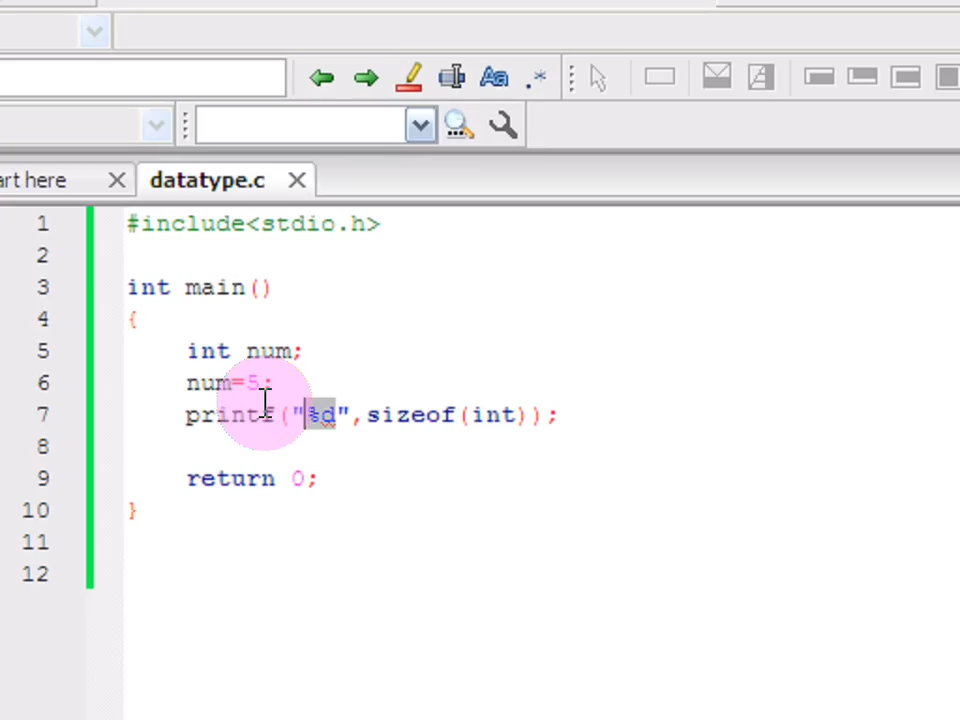 art here
datatype.c
1 #include<stdio.h>
2
3 int main()
4 {
5 int num;
6 num=5;
7 printf("%d",sizeof(int));
8
9 return 0;
10 }
11
12